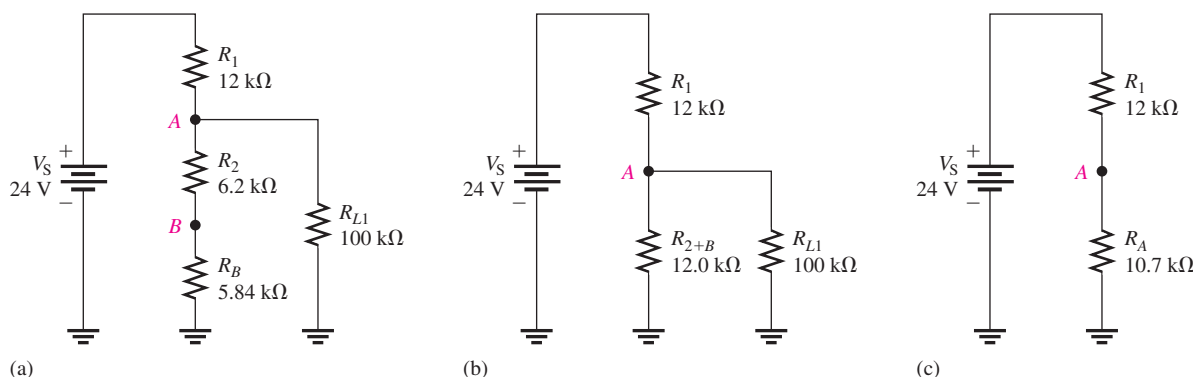 R1
12 kΩ
A
R2
6.2 kΩ
+
VS
24 V
−
B
RL1
100 kΩ
RB
5.84 kΩ
(a)
R1
12 kΩ
+
VS
24 V
−
A
R2+B
12.0 kΩ
RL1
100 kΩ
(b)
R1
12 kΩ
+
VS
24 V
−
A
RA
10.7 kΩ
(c)